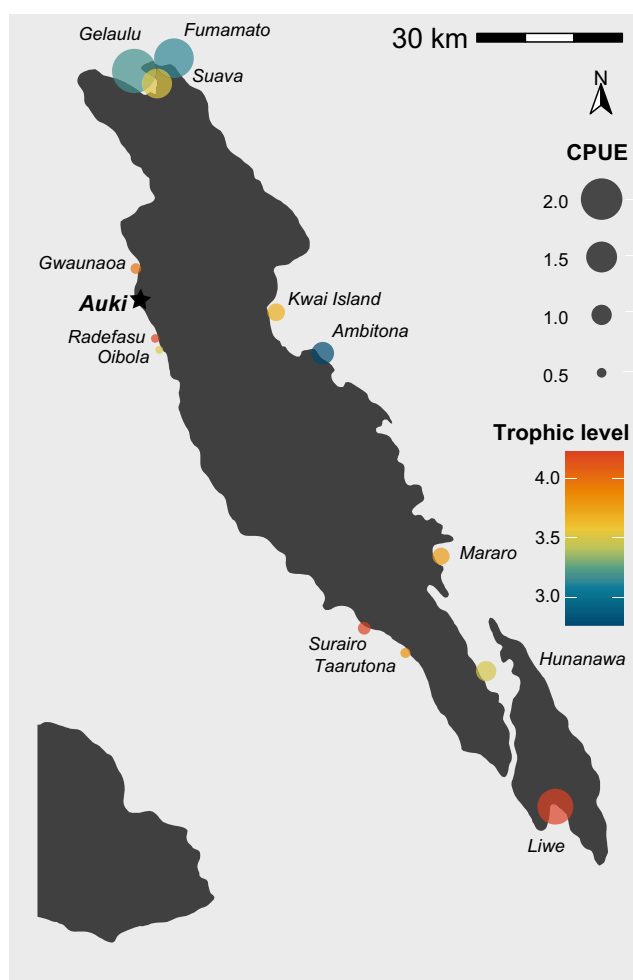 Gelaulu
Fumamato
30 km
Suava
N
CPUE
2.0
1.5
Gwaunaoa
Auki
Kwai Island
1.0
Radefasu
Ambitona
Oibola
0.5
Trophic level
4.0
3.5
Mararo
3.0
Surairo
Taarutona
Hunanawa
Liwe